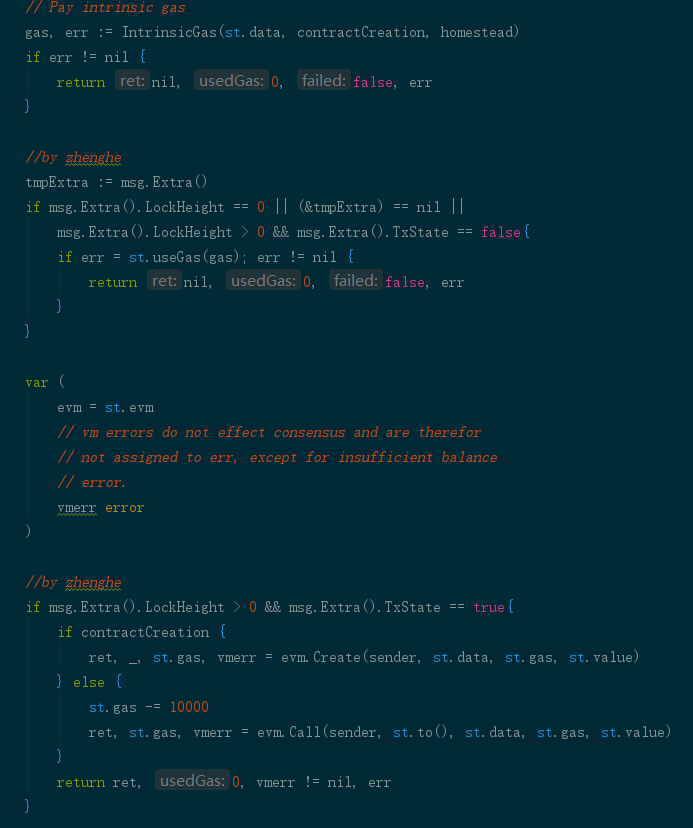 // Pay intrinsic gas
gas, err := IntrinsicGas(st.data, contractCreation, homestead)
if err != nil {
return ret: nil, usedGas: 0, failed: false, err
}
//by zhenghe
tmpExtra := msg.Extra()
if msg.Extra().LockHeight == 0 || (&tmpExtra) == nil ||
msg.Extra().LockHeight > 0 && msg.Extra().TxState == false{
if err = st.useGas(gas); err != nil {
return ret: nil, usedGas: 0, failed: false, err
}
}
var (
evm = st.evm
// vm errors do not effect consensus and are therefor
// not assigned to err, except for insufficient balance
// error.
vmerr error
)
//by zhenghe
if msg.Extra().LockHeight > 0 && msg.Extra().TxState == true{
if contractCreation {
ret, _, st.gas, vmerr = evm.Create(sender, st.data, st.gas, st.value)
} else {
st.gas -= 10000
ret, st.gas, vmerr = evm.Call(sender, st.to(), st.data, st.gas, st.value)
}
return ret, usedGas: 0, vmerr != nil, err
}